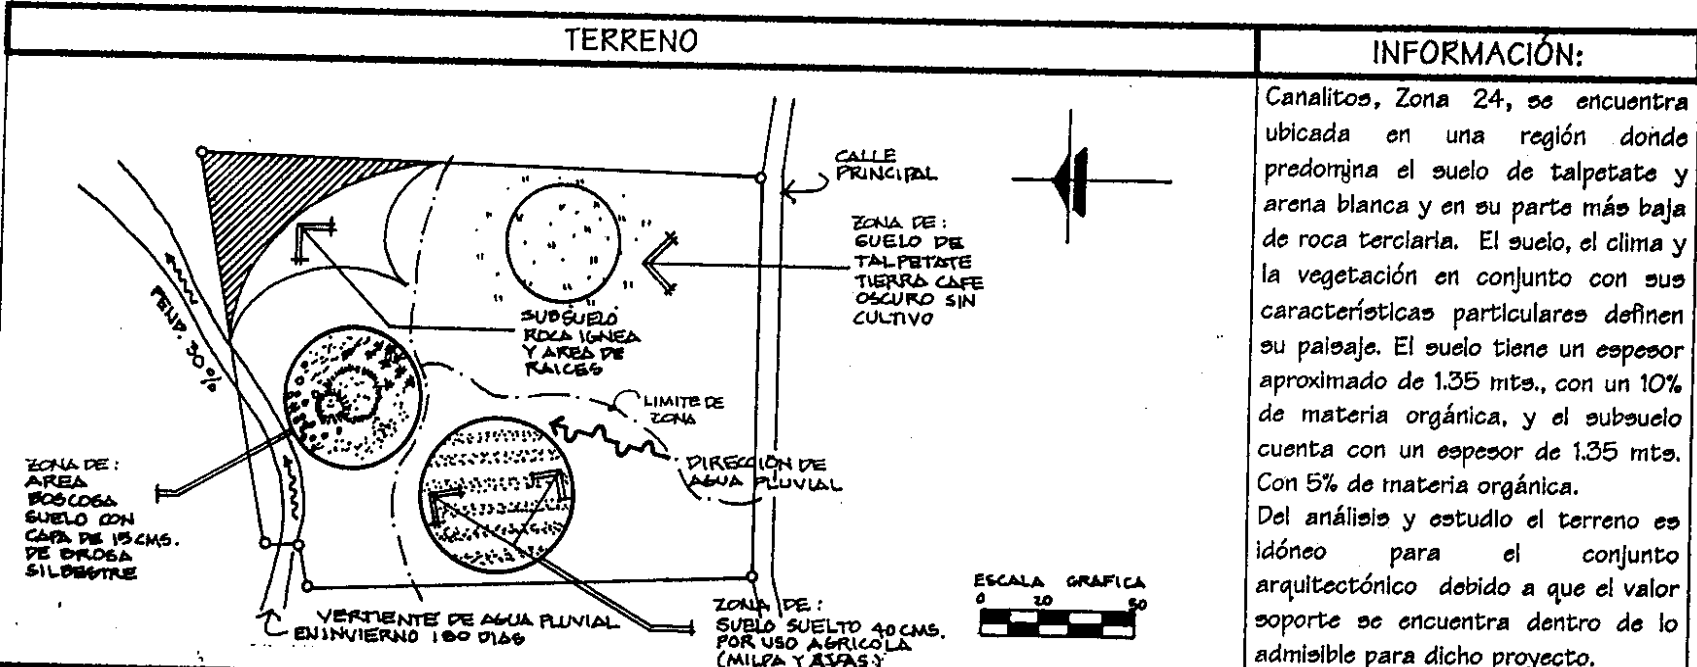 TERRENO
INFORMACIÓN:
CALLE
PRINCIPAL
ZONA DE:
SUELO DE
TALPETATE
TIERRA CAFE
OSCURO SIN
CULTIVO
SUBSUELO
ROCA IGNEA
Y AREA DE
RAICES
PEND. 30%
LIMITE DE
ZONA
DIRECCIÓN DE
AGUA PLUVIAL
ZONA DE:
AREA
BOSCOSA
SUELO CON
CAPA DE 15 CMS.
DE BROSA
SILBESTRE
VERTIENTE DE AGUA PLUVIAL
EN INVIERNO 180 DIAS
ZONA DE:
SUELO SUELTO 40 CMS.
POR USO AGRICOLA
(MILPA Y
ESCALA GRAFICA
0 20 50
Canalitos, Zona 24, se encuentra
ubicada en una región donde
predomina el suelo de talpetate y
arena blanca y en su parte más baja
de roca terciaria. El suelo, el clima y
la vegetación en conjunto con sus
características particulares definen
su paisaje. El suelo tiene un espesor
aproximado de 1.35 mts., con un 10%
de materia orgánica, y el subsuelo
cuenta con un espesor de 1.35 mts.
Con 5% de materia orgánica.
Del análisis y estudio el terreno es
idóneo para el conjunto
arquitectónico debido a que el valor
soporte se encuentra dentro de lo
admisible para dicho proyecto.